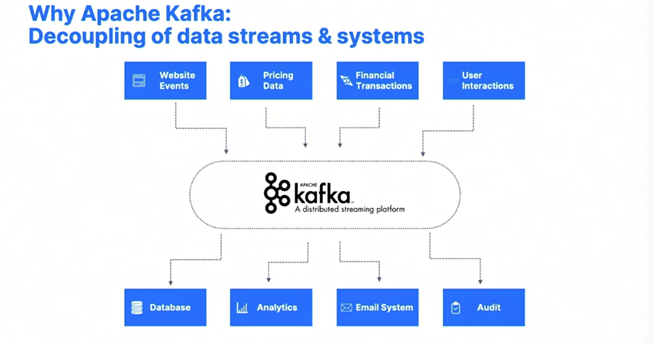 Why Apache Kafka:
Decoupling of data streams & systems
Website
Events
Pricing
Data
Financial
Transactions
User
Interactions
APACHE
kafka
A distributed streaming platform
Database
Analytics
Email System
Audit